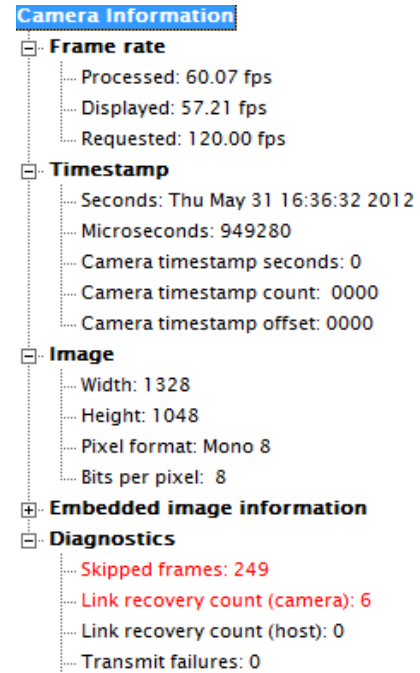 Camera Information
Frame rate
Processed: 60.07 fps
Displayed: 57.21 fps
Requested: 120.00 fps
Timestamp
Seconds: Thu May 31 16:36:32 2012
Microseconds: 949280
Camera timestamp seconds: 0
Camera timestamp count:  0000
Camera timestamp offset: 0000
Image
Width: 1328
Height: 1048
Pixel format: Mono 8
Bits per pixel:  8
Embedded image information
Diagnostics
Skipped frames: 249
Link recovery count (camera): 6
Link recovery count (host): 0
Transmit failures: 0